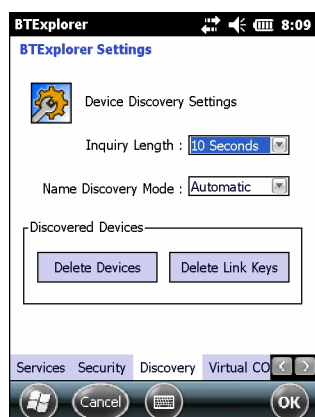 BTExplorer 8:09
BTExplorer Settings
Device Discovery Settings
Inquiry Length : 10 Seconds
Name Discovery Mode : Automatic
Discovered Devices
Delete Devices Delete Link Keys
Services Security Discovery Virtual CO
Cancel OK